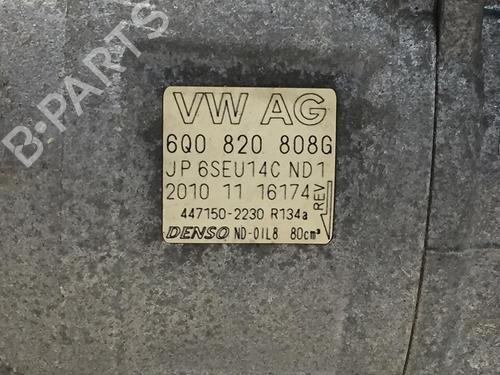 B-PARTS
VW AG
6Q0 820 808G
JP 6SEU14C ND1
2010 11 16174
REV
447150-2230 R134a
DENSO ND-OIL8 80cm³